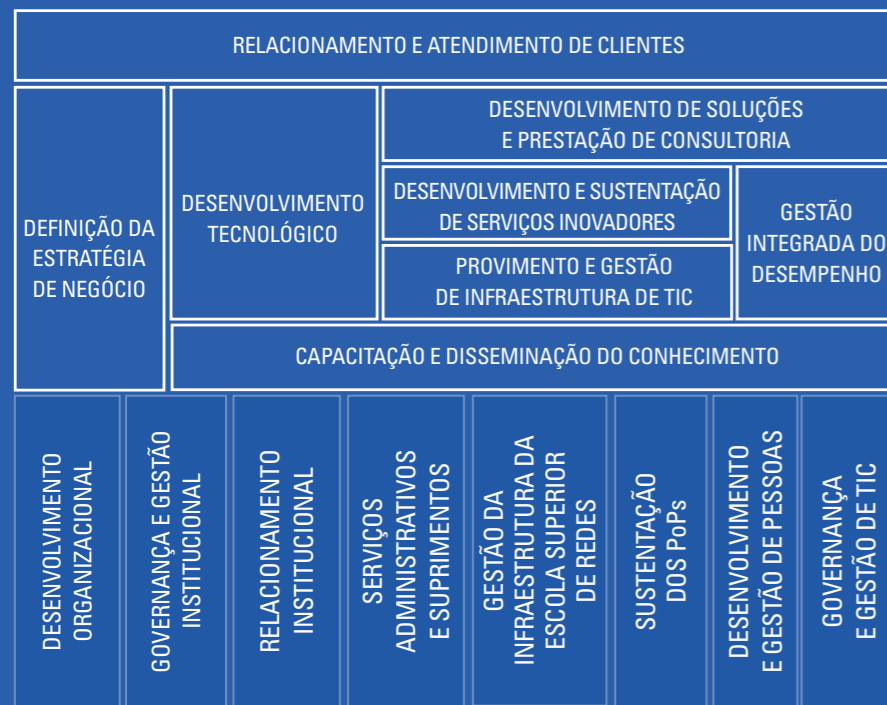 RELACIONAMENTO E ATENDIMENTO DE CLIENTES
DEFINIÇÃO DA
ESTRATÉGIA
DE NEGÓCIO
DESENVOLVIMENTO
TECNOLÓGICO
DESENVOLVIMENTO DE SOLUÇÕES
E PRESTAÇÃO DE CONSULTORIA
DESENVOLVIMENTO E SUSTENTAÇÃO
DE SERVIÇOS INOVADORES
PROVIMENTO E GESTÃO
DE INFRAESTRUTURA DE TIC
GESTÃO
INTEGRADA DO
DESEMPENHO
CAPACITAÇÃO E DISSEMINAÇÃO DO CONHECIMENTO
DESENVOLVIMENTO
ORGANIZACIONAL
GOVERNANÇA E GESTÃO
INSTITUCIONAL
RELACIONAMENTO
INSTITUCIONAL
SERVIÇOS
ADMINISTRATIVOS
E SUPRIMENTOS
GESTÃO DA
INFRAESTRUTURA DA
ESCOLA SUPERIOR
DE REDES
SUSTENTAÇÃO
DOS PoPs
DESENVOLVIMENTO
E GESTÃO DE PESSOAS
GOVERNANÇA
E GESTÃO DE TIC